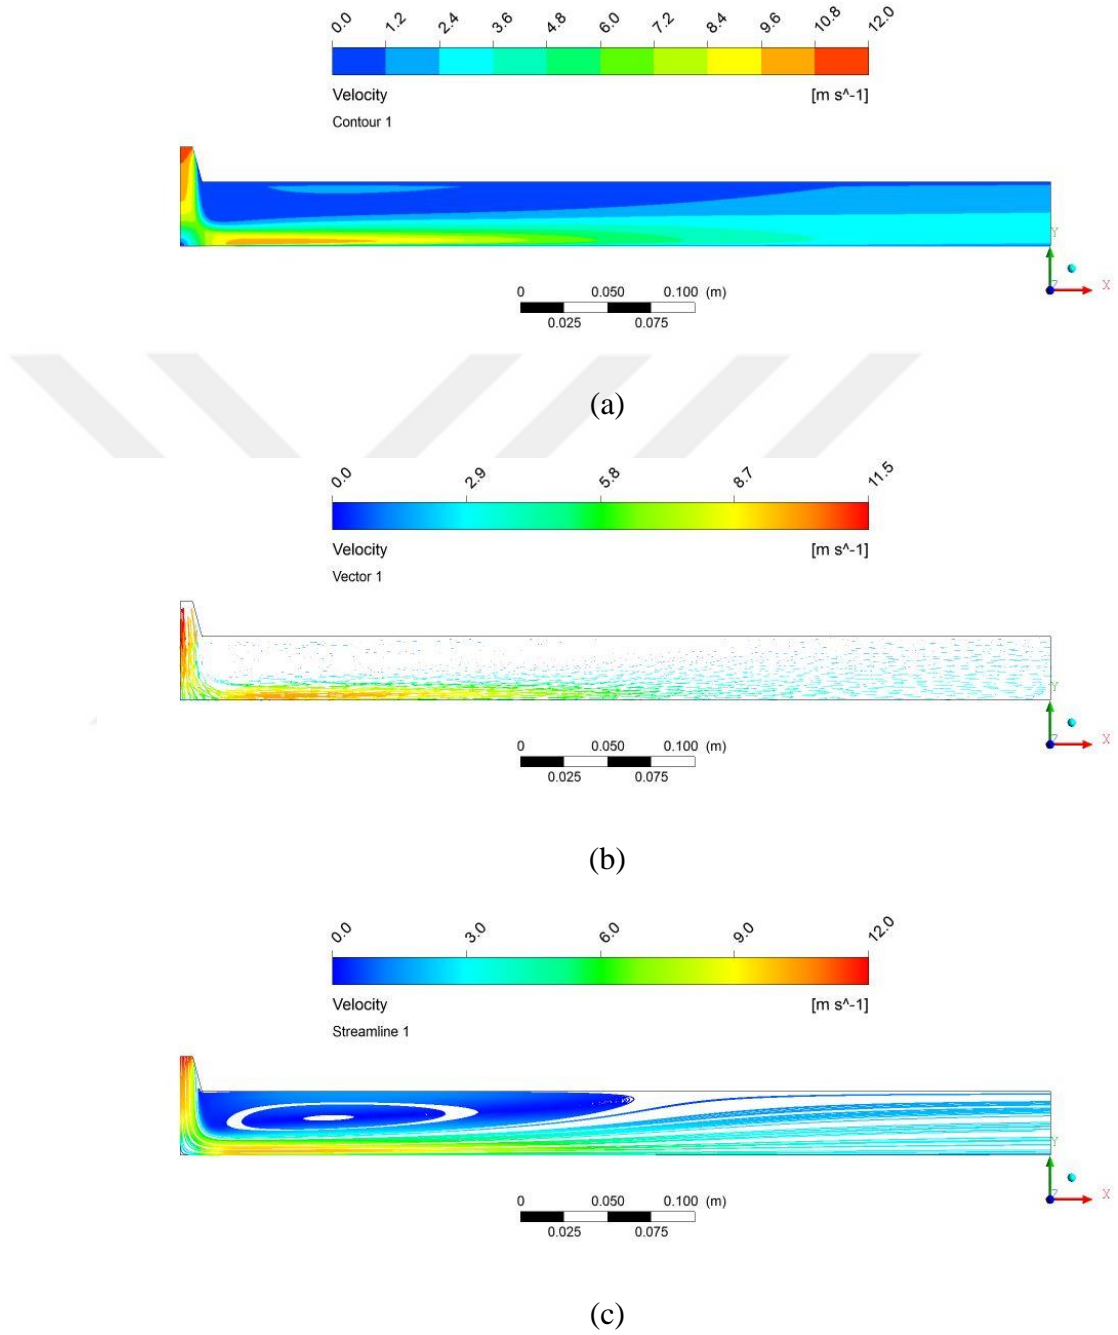 0.0 1.2 2.4 3.6 4.8 6.0 7.2 8.4 9.6 10.8 12.0
Velocity [m s^-1]
Contour 1
Y
Z X
0 0.050 0.100 (m)
0.025 0.075
(a)
0.0 2.9 5.8 8.7 11.5
Velocity [m s^-1]
Vector 1
Y
Z X
0 0.050 0.100 (m)
0.025 0.075
(b)
0.0 3.0 6.0 9.0 12.0
Velocity [m s^-1]
Streamline 1
Y
Z X
0 0.050 0.100 (m)
0.025 0.075
(c)